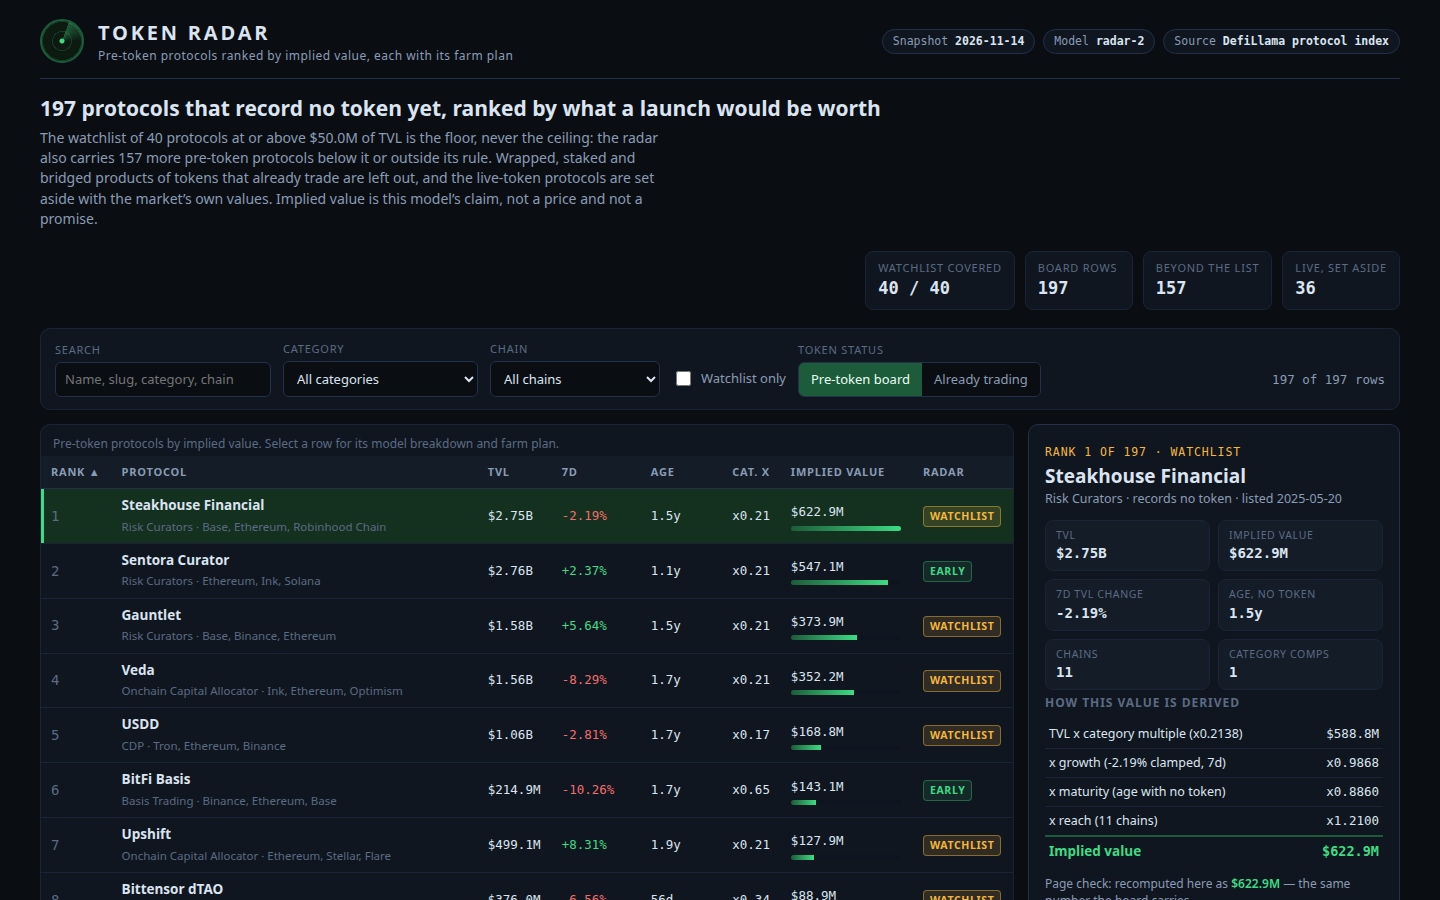 TOKEN RADAR
Pre-token protocols ranked by implied value, each with its farm plan
Snapshot 2026-11-14
Model radar-2
Source DefiLlama protocol index
197 protocols that record no token yet, ranked by what a launch would be worth
The watchlist of 40 protocols at or above $50.0M of TVL is the floor, never the ceiling: the radar
also carries 157 more pre-token protocols below it or outside its rule. Wrapped, staked and
bridged products of tokens that already trade are left out, and the live-token protocols are set
aside with the market's own values. Implied value is this model's claim, not a price and not a
promise.
WATCHLIST COVERED
40 / 40
BOARD ROWS
197
BEYOND THE LIST
157
LIVE, SET ASIDE
36
SEARCH
Name, slug, category, chain
CATEGORY
All categories
CHAIN
All chains
Watchlist only
TOKEN STATUS
Pre-token board
Already trading
197 of 197 rows
Pre-token protocols by implied value. Select a row for its model breakdown and farm plan.
RANK ▲ PROTOCOL TVL 7D AGE CAT. X IMPLIED VALUE RADAR
1 Steakhouse Financial $2.75B -2.19% 1.5y x0.21 $622.9M WATCHLIST
Risk Curators · Base, Ethereum, Robinhood Chain
2 Sentora Curator $2.76B +2.37% 1.1y x0.21 $547.1M EARLY
Risk Curators · Ethereum, Ink, Solana
3 Gauntlet $1.58B +5.64% 1.5y x0.21 $373.9M WATCHLIST
Risk Curators · Base, Binance, Ethereum
4 Veda $1.56B -8.29% 1.7y x0.21 $352.2M WATCHLIST
Onchain Capital Allocator · Ink, Ethereum, Optimism
5 USDD $1.06B -2.81% 1.7y x0.17 $168.8M WATCHLIST
CDP · Tron, Ethereum, Binance
6 BitFi Basis $214.9M -10.26% 1.7y x0.65 $143.1M EARLY
Basis Trading · Binance, Ethereum, Base
7 Upshift $499.1M +8.31% 1.9y x0.21 $127.9M WATCHLIST
Onchain Capital Allocator · Ethereum, Stellar, Flare
8 Bittensor dTAO $376.0M -6.56% 56d x0.34 $88.9M WATCHLIST
RANK 1 OF 197 · WATCHLIST
Steakhouse Financial
Risk Curators · records no token · listed 2025-05-20
TVL
$2.75B
IMPLIED VALUE
$622.9M
7D TVL CHANGE
-2.19%
AGE, NO TOKEN
1.5y
CHAINS
11
CATEGORY COMPS
1
HOW THIS VALUE IS DERIVED
TVL x category multiple (x0.2138) $588.8M
x growth (-2.19% clamped, 7d) x0.9868
x maturity (age with no token) x0.8860
x reach (11 chains) x1.2100
Implied value $622.9M
Page check: recomputed here as $622.9M — the same
number the board carries.